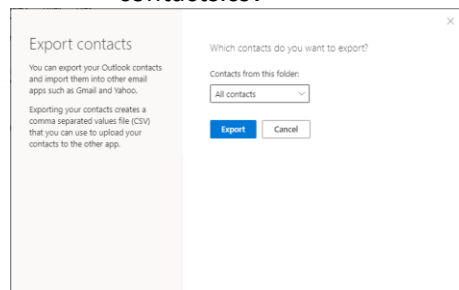 Export contacts
You can export your Outlook contacts
and import them into other email
apps such as Gmail and Yahoo.
Exporting your contacts creates a
comma separated values file (CSV)
that you can use to upload your
contacts to the other app.
Which contacts do you want to export?
Contacts from this folder:
All contacts
Export Cancel